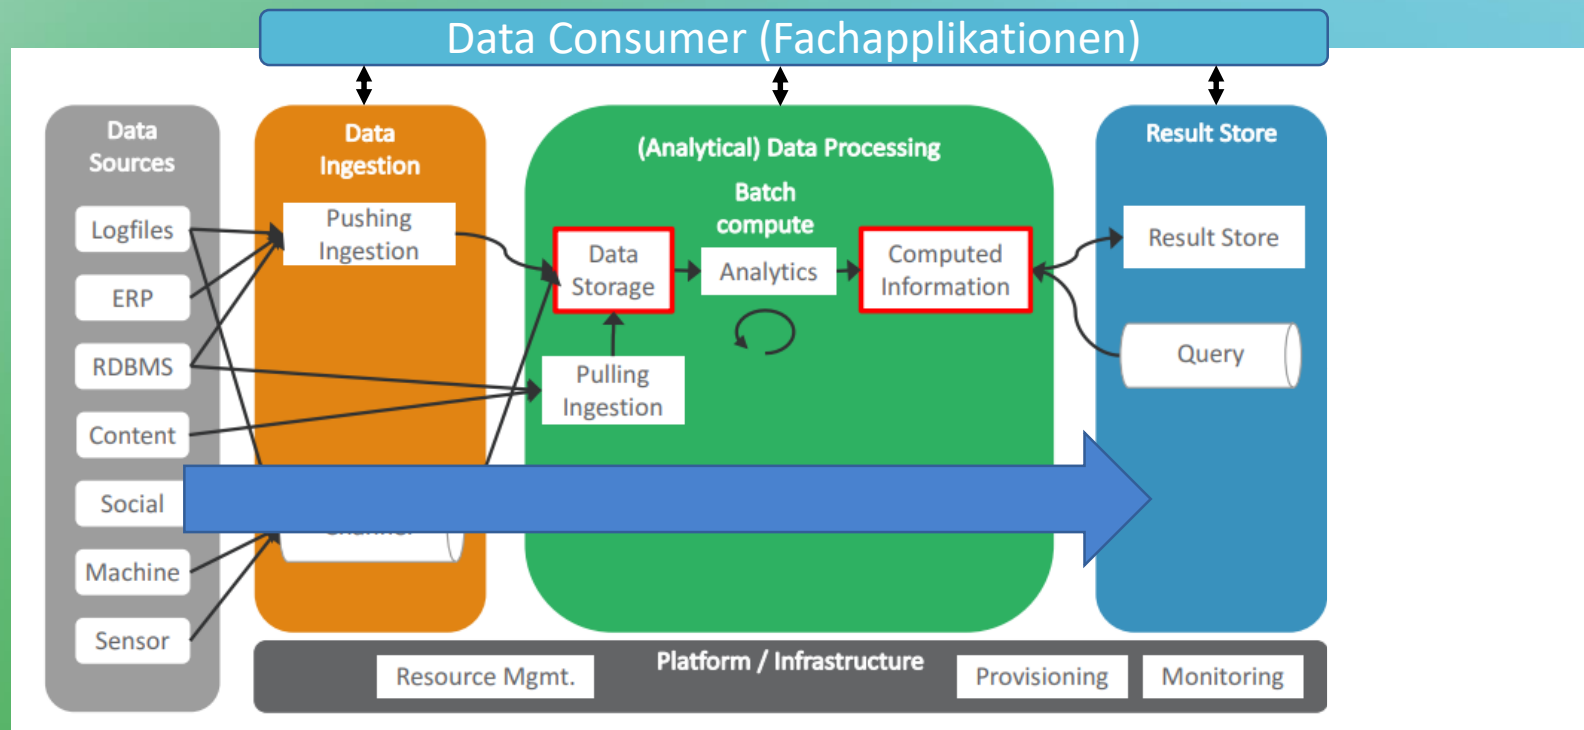 Data Consumer (Fachapplikationen)
Data
Sources
Logfiles
ERP
RDBMS
Content
Social
Machine
Sensor
Data
Ingestion
Pushing
Ingestion
(Analytical) Data Processing
Batch
compute
Data
Storage
Analytics
Computed
Information
Pulling
Ingestion
Result Store
Result Store
Query
Platform / Infrastructure
Resource Mgmt.
Provisioning
Monitoring